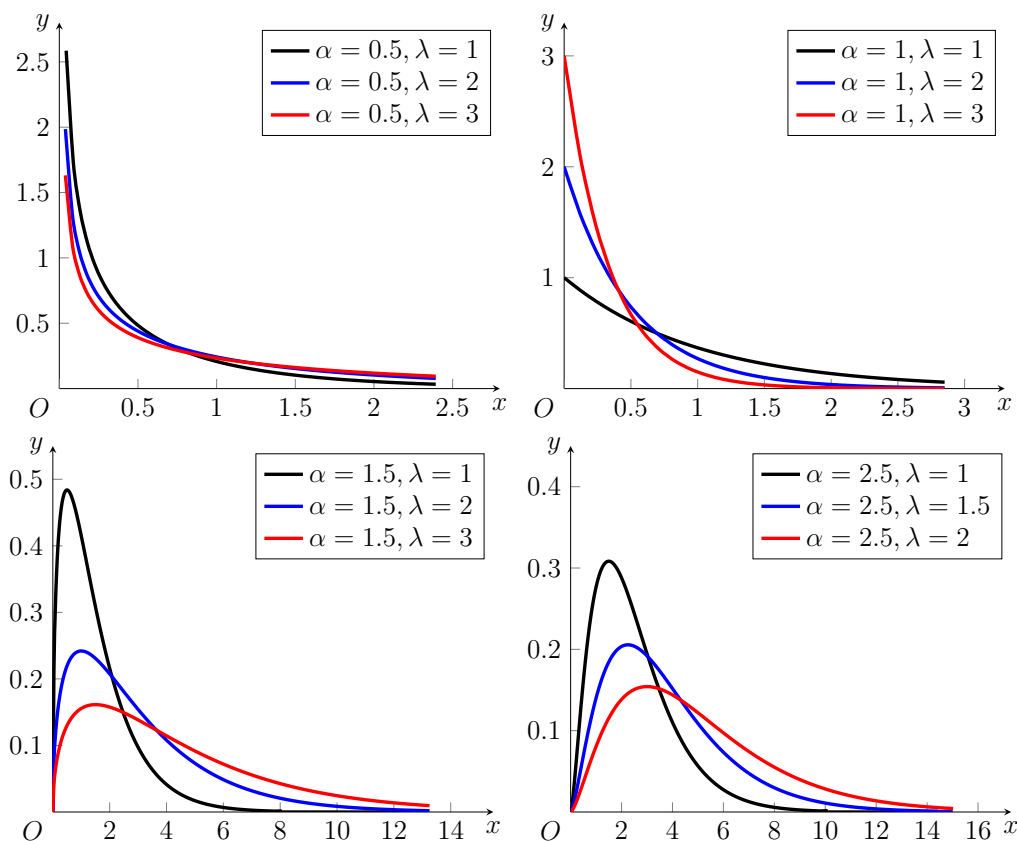 y
2.5
2
1.5
1
0.5
O
0.5 1 1.5 2 2.5 x
α = 0.5, λ = 1
α = 0.5, λ = 2
α = 0.5, λ = 3
y
3
2
1
O
0.5 1 1.5 2 2.5 3 x
α = 1, λ = 1
α = 1, λ = 2
α = 1, λ = 3
y
0.5
0.4
0.3
0.2
0.1
O
2 4 6 8 10 12 14 x
α = 1.5, λ = 1
α = 1.5, λ = 2
α = 1.5, λ = 3
y
0.4
0.3
0.2
0.1
O
2 4 6 8 10 12 14 16 x
α = 2.5, λ = 1
α = 2.5, λ = 1.5
α = 2.5, λ = 2